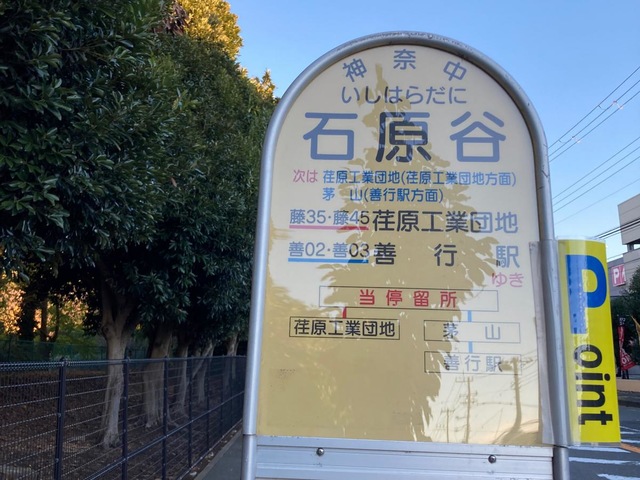 神奈中
いしはらだに
石原谷
次は 荏原工業団地(荏原工業団地方面)
茅 山(善行駅方面)
藤35・藤45 荏原工業団地
善02・善03 善 行 駅
ゆき
当停留所
荏原工業団地
茅 山
善行駅
Point
P